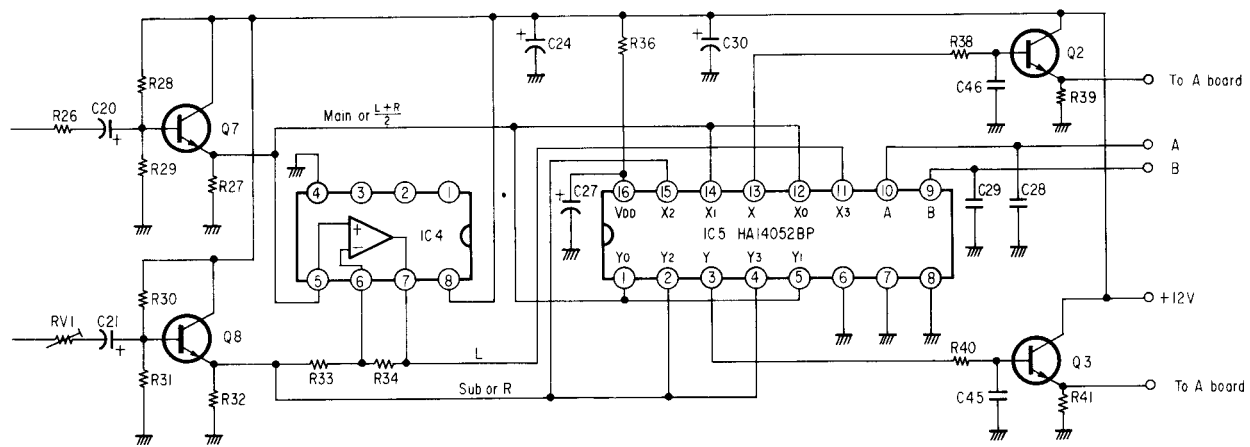 C24
R36
C30
R38
Q2
R28
C46
To A board
R26
C20
R39
Q7
Main or L+R/2
A
R29
R27
B
4 3 2 1
C27
16 15 14 13 12 11 10 9
C29
C28
VDD X2 X1 X X0 X3 A B
IC4
IC5 HA14052BP
Y0 Y2 Y Y3 Y1
5 6 7 8
1 2 3 4 5 6 7 8
R30
+12V
RV1
C21
Q8
R40
Q3
L
R33
R34
R31
R32
Sub or R
C45
R41
To A board